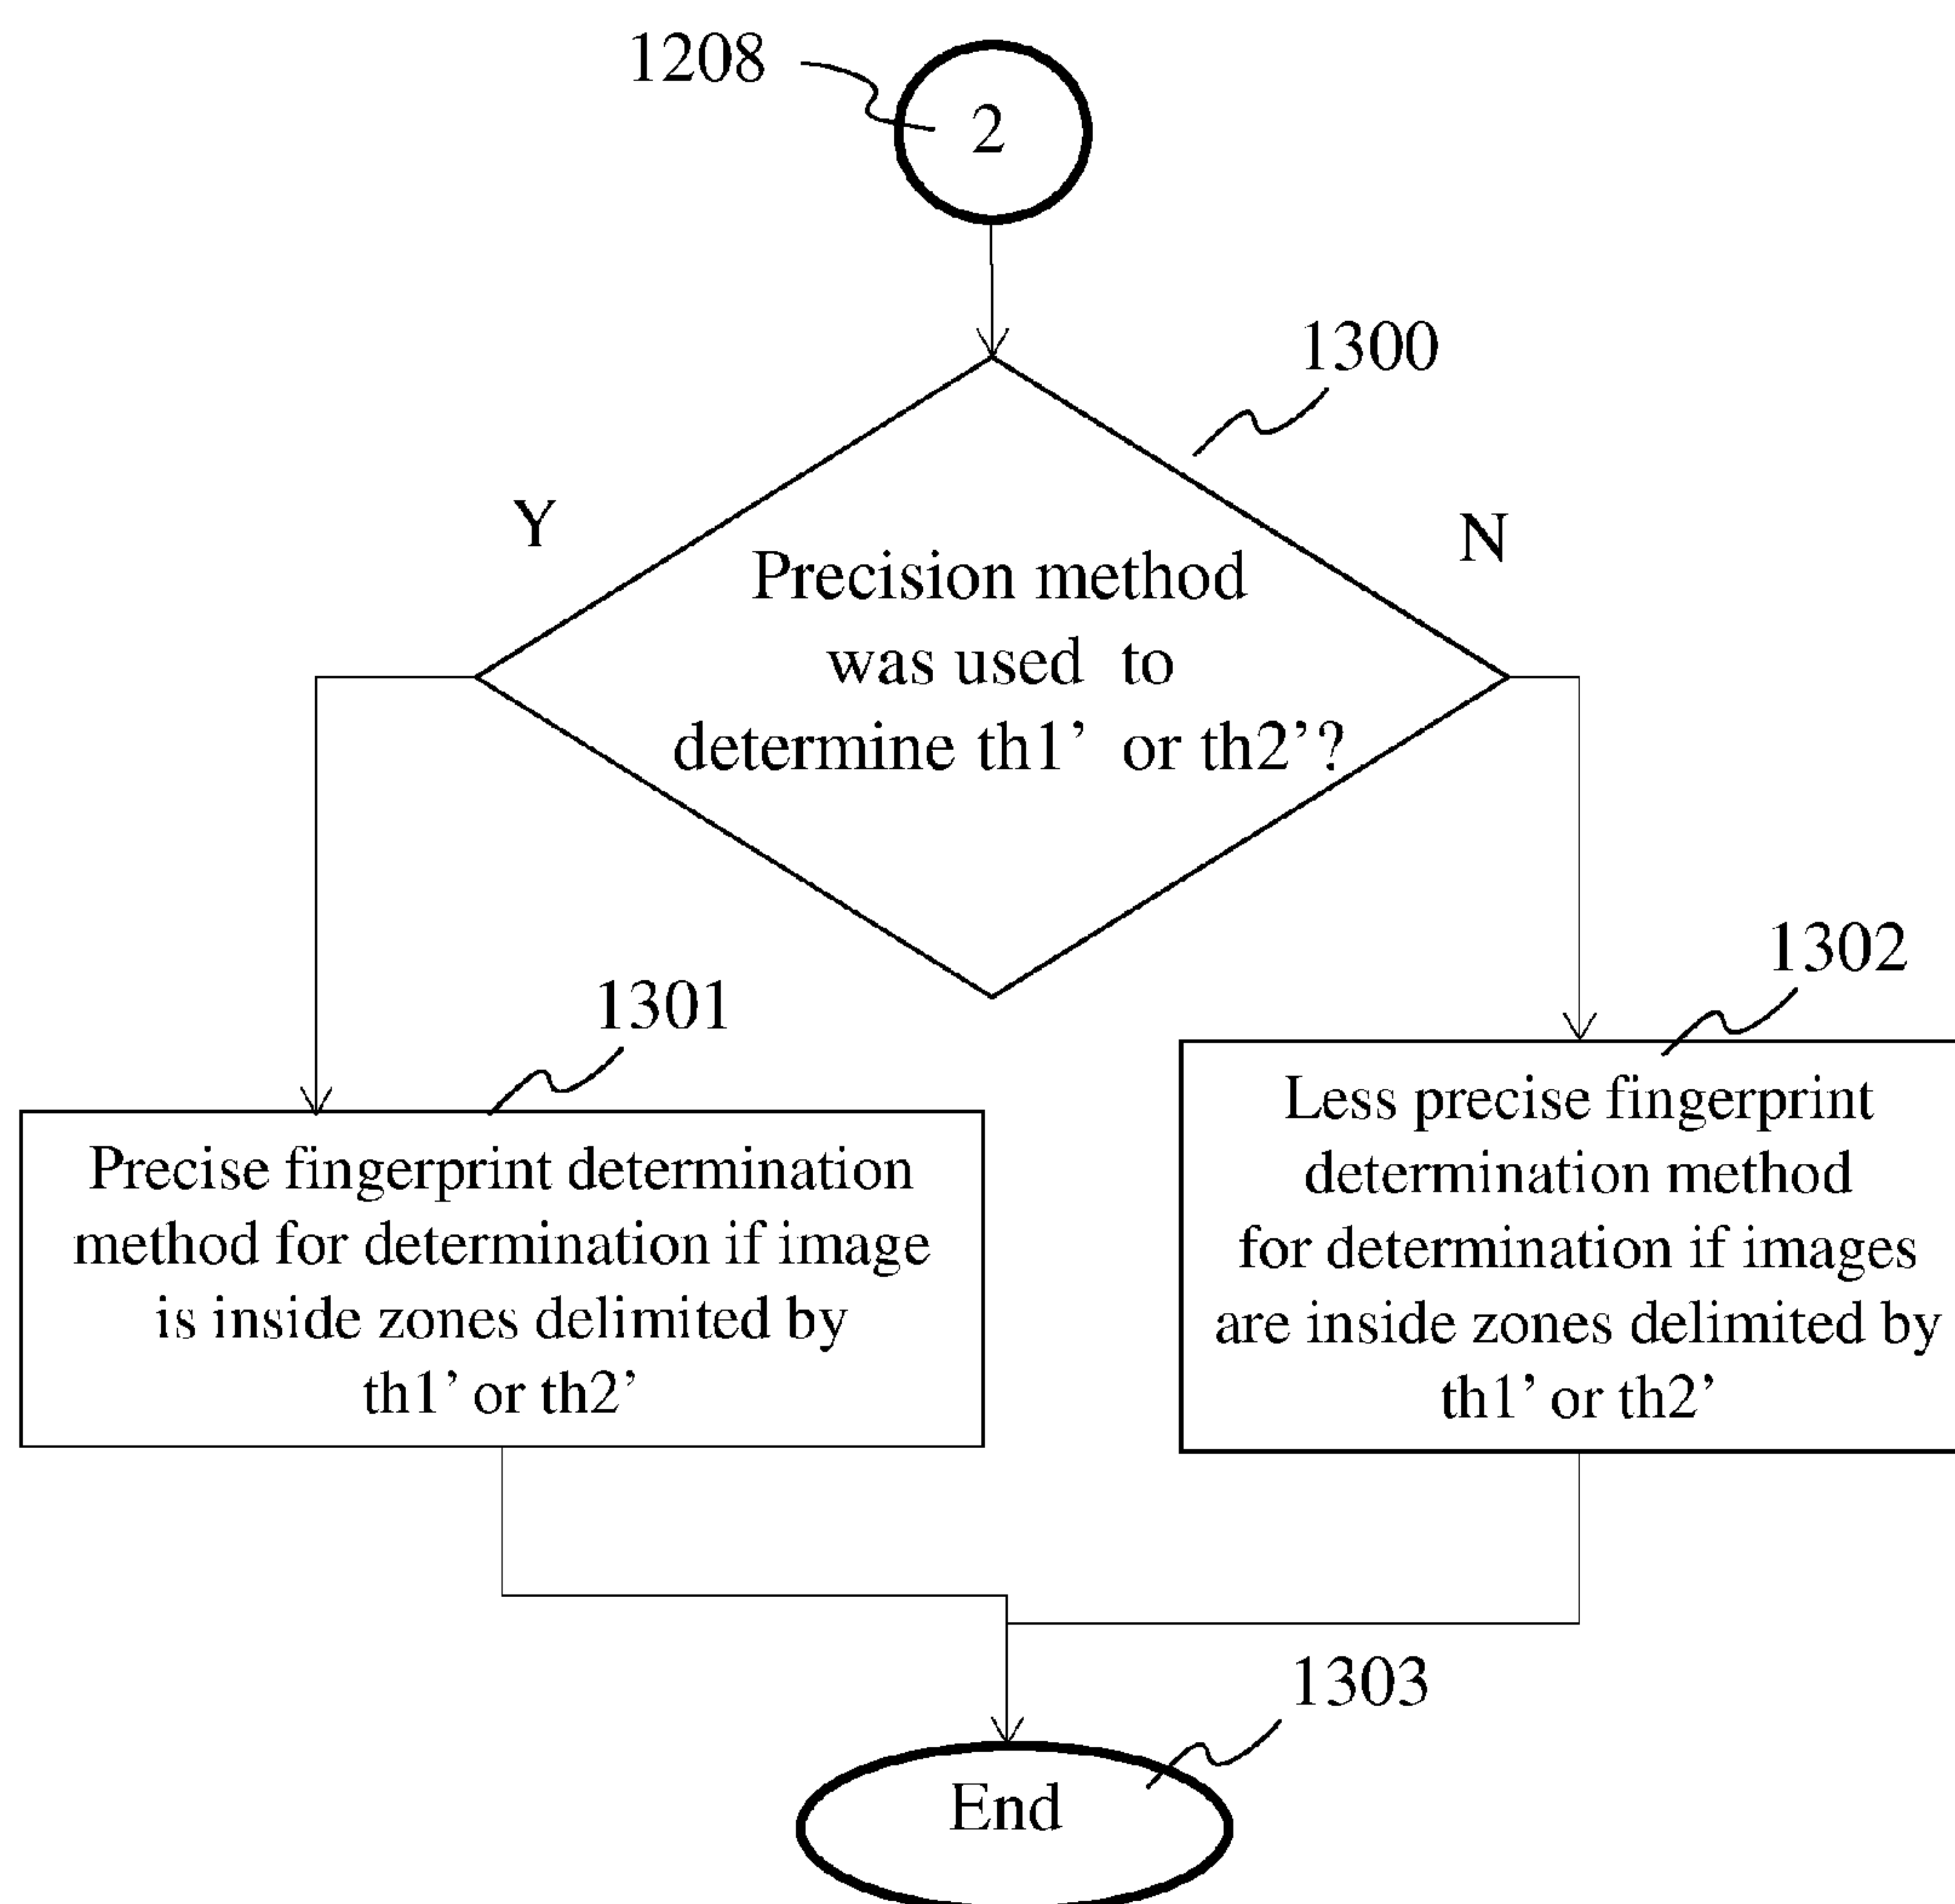 1208
2
1300
Y
N
Precision method
was used to
determine th1’ or th2’?
1302
1301
Less precise fingerprint
determination method
for determination if images
are inside zones delimited by
th1’ or th2’
Precise fingerprint determination
method for determination if image
is inside zones delimited by
th1’ or th2’
1303
End